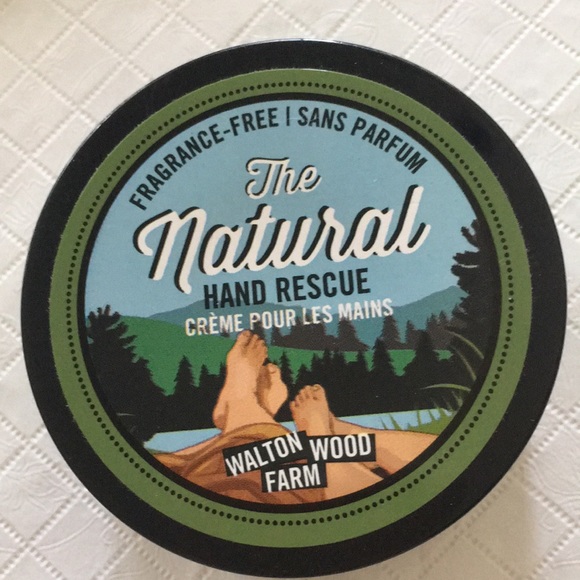 FRAGRANCE-FREE | SANS PARFUM
The
Natural
HAND RESCUE
CRÈME POUR LES MAINS
WALTON WOOD
FARM